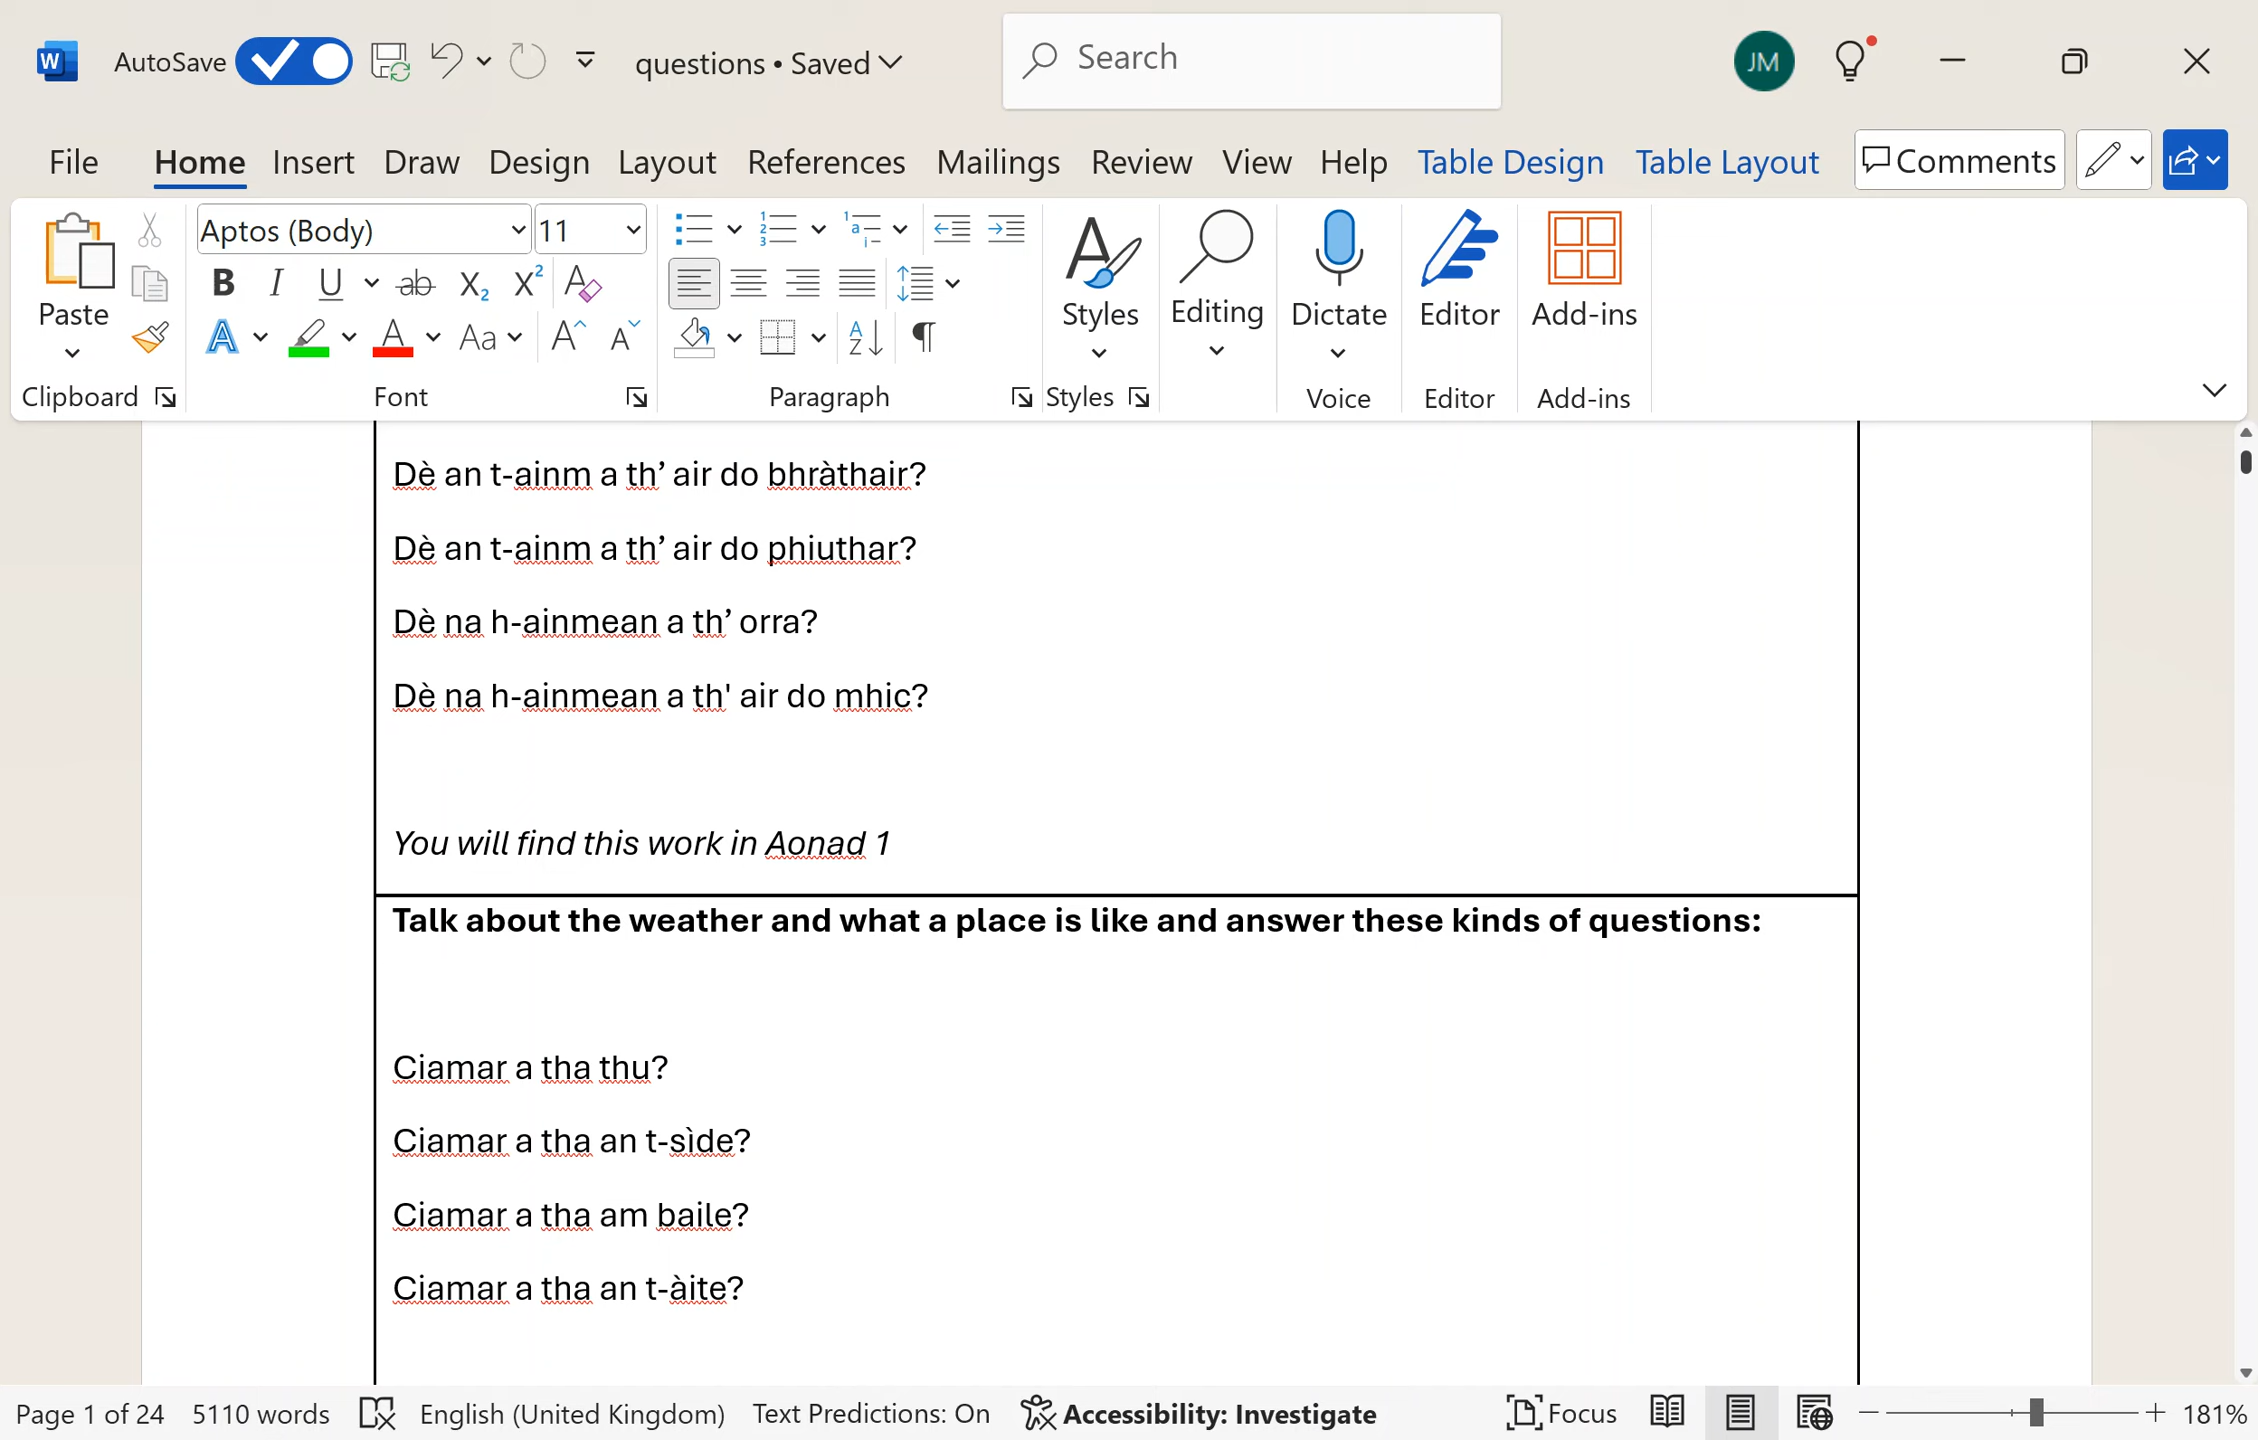 AutoSave
questions • Saved
Search
JM
File Home Insert Draw Design Layout References Mailings Review View Help Table Design Table Layout Comments
Aptos (Body) 11
Paste
Styles Editing Dictate Editor Add-ins
Clipboard Font Paragraph Styles Voice Editor Add-ins
Dè an t-ainm a th’ air do bhràthair?
Dè an t-ainm a th’ air do phiuthar?
Dè na h-ainmean a th’ orra?
Dè na h-ainmean a th' air do mhic?
You will find this work in Aonad 1
Talk about the weather and what a place is like and answer these kinds of questions:
Ciamar a tha thu?
Ciamar a tha an t-sìde?
Ciamar a tha am baile?
Ciamar a tha an t-àite?
Page 1 of 24 5110 words English (United Kingdom) Text Predictions: On Accessibility: Investigate Focus 181%